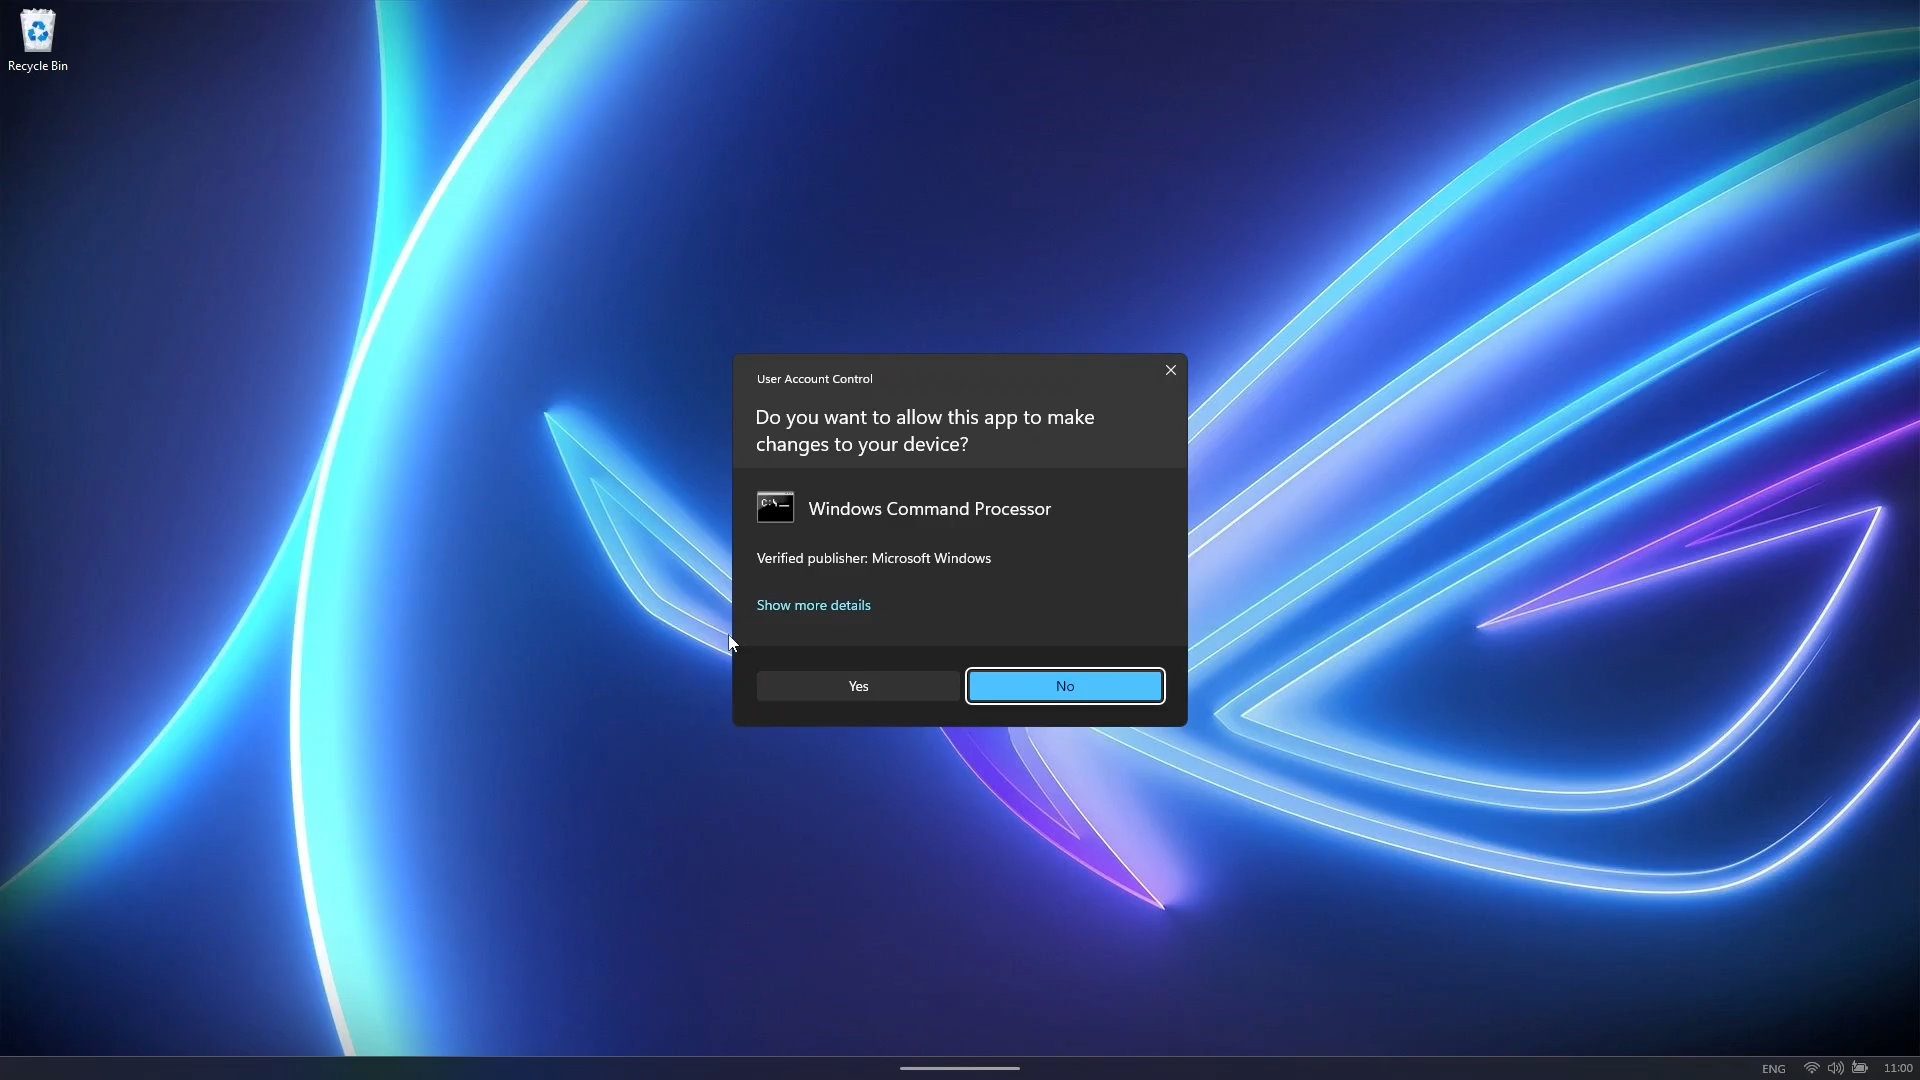 Recycle Bin
User Account Control
Do you want to allow this app to make
changes to your device?
C:\_
Windows Command Processor
Verified publisher: Microsoft Windows
Show more details
Yes
No
ENG
11:00